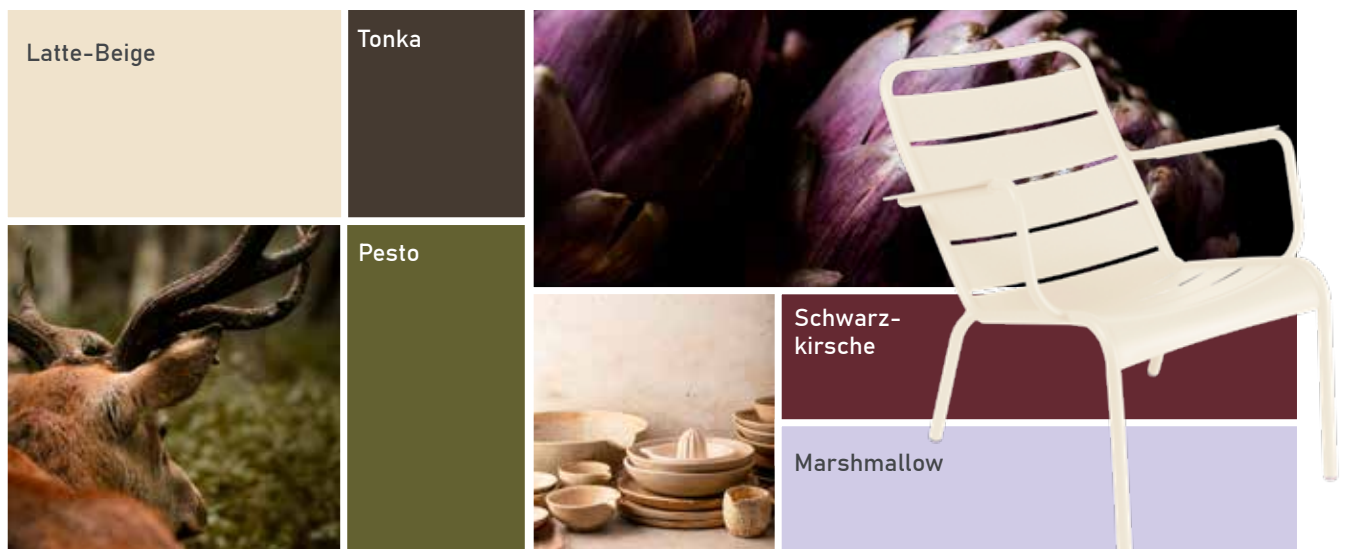 Latte-Beige
Tonka
Pesto
Schwarz-
kirsche
Marshmallow